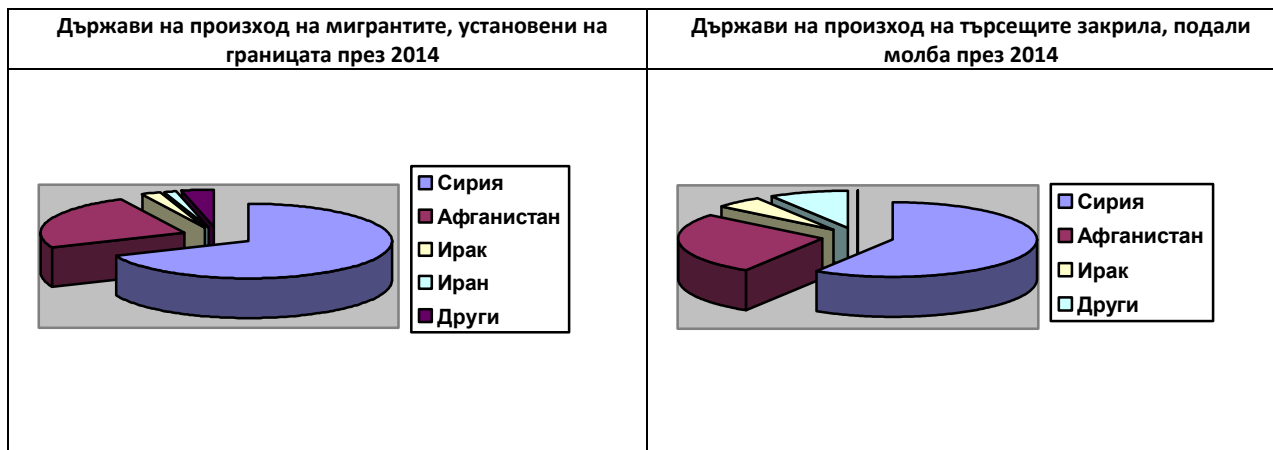 Държави на произход на мигрантите, установени на
границата през 2014
Държави на произход на търсещите закрила, подали
молба през 2014
Сирия
Афганистан
Ирак
Иран
Други
Сирия
Афганистан
Ирак
Други